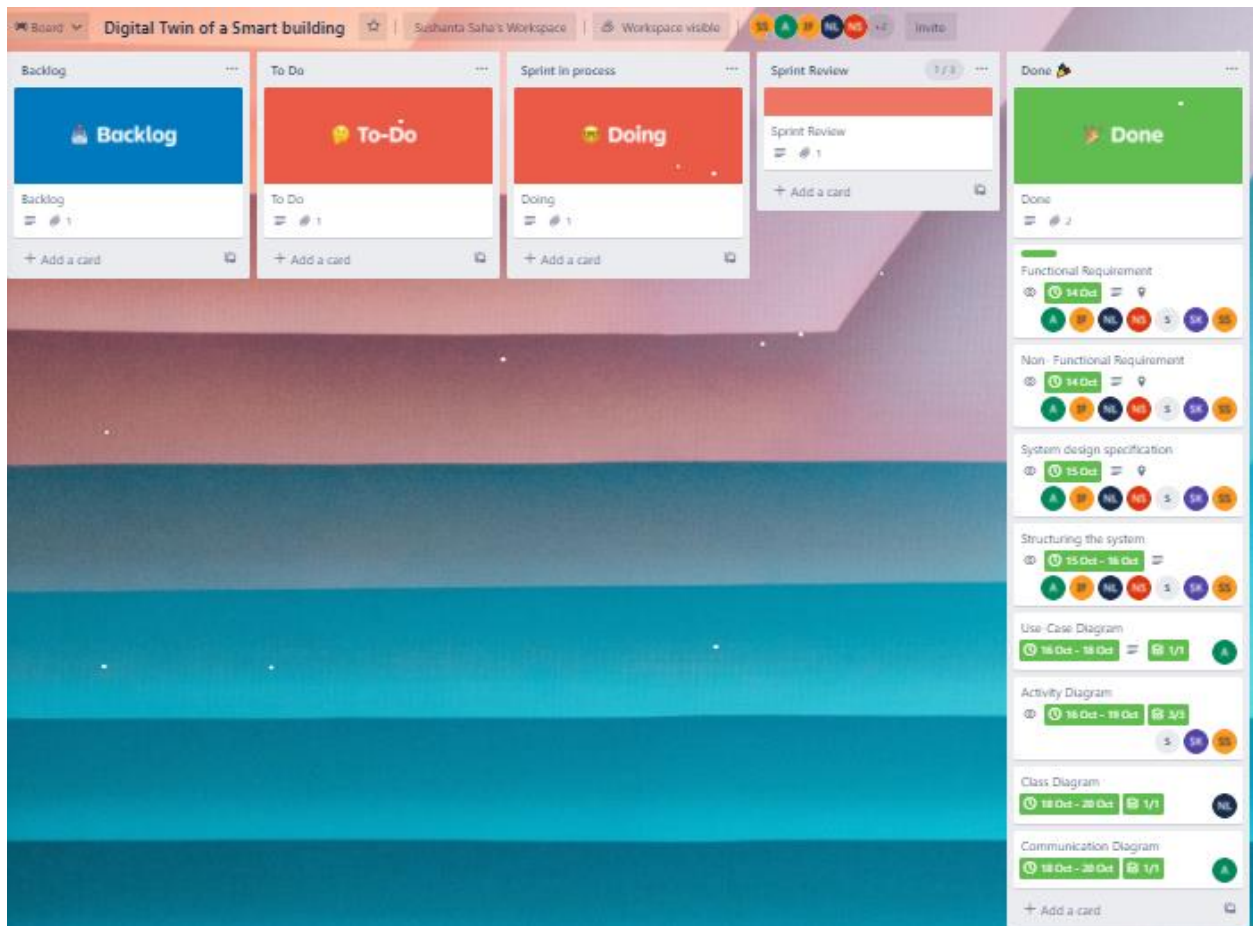 Board
Digital Twin of a Smart building
Sushanta Saha's Workspace
Workspace visible
SS A IF NL NS +2
Invite
Backlog
Backlog
Backlog
1
+ Add a card
To Do
To-Do
To Do
1
+ Add a card
Sprint in process
Doing
Doing
1
+ Add a card
Sprint Review
1/3
Sprint Review
1
+ Add a card
Done
Done
Done
2
Functional Requirement
14 Oct
A IF NL NS S SK SS
Non- Functional Requirement
14 Oct
A IF NL NS S SK SS
System design specification
15 Oct
A IF NL NS S SK SS
Structuring the system
15 Oct - 16 Oct
A IF NL NS S SK SS
Use-Case Diagram
16 Oct - 18 Oct 1/1 A
Activity Diagram
16 Oct - 19 Oct 3/3
S SK SS
Class Diagram
18 Oct - 20 Oct 1/1 NL
Communication Diagram
18 Oct - 20 Oct 1/1 A
+ Add a card